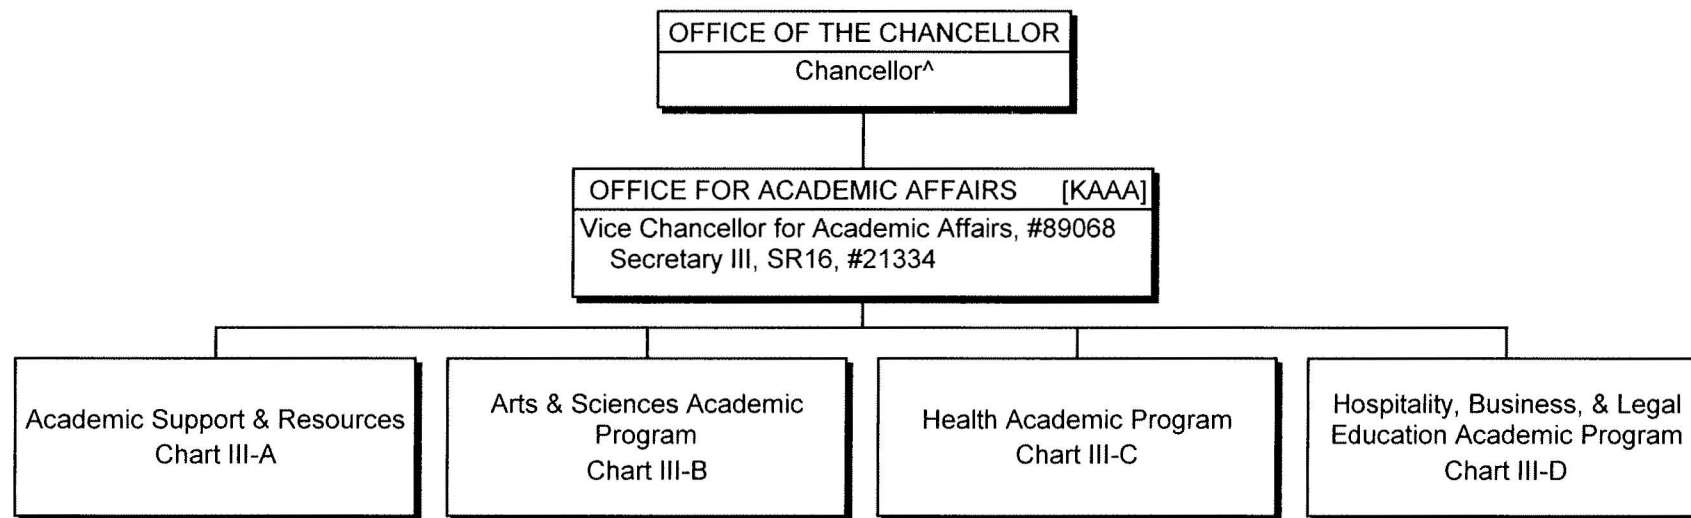 OFFICE OF THE CHANCELLOR
Chancellor^
OFFICE FOR ACADEMIC AFFAIRS [KAAA]
Vice Chancellor for Academic Affairs, #89068
Secretary III, SR16, #21334
Academic Support & Resources
Chart III-A
Arts & Sciences Academic
Program
Chart III-B
Health Academic Program
Chart III-C
Hospitality, Business, & Legal
Education Academic Program
Chart III-D